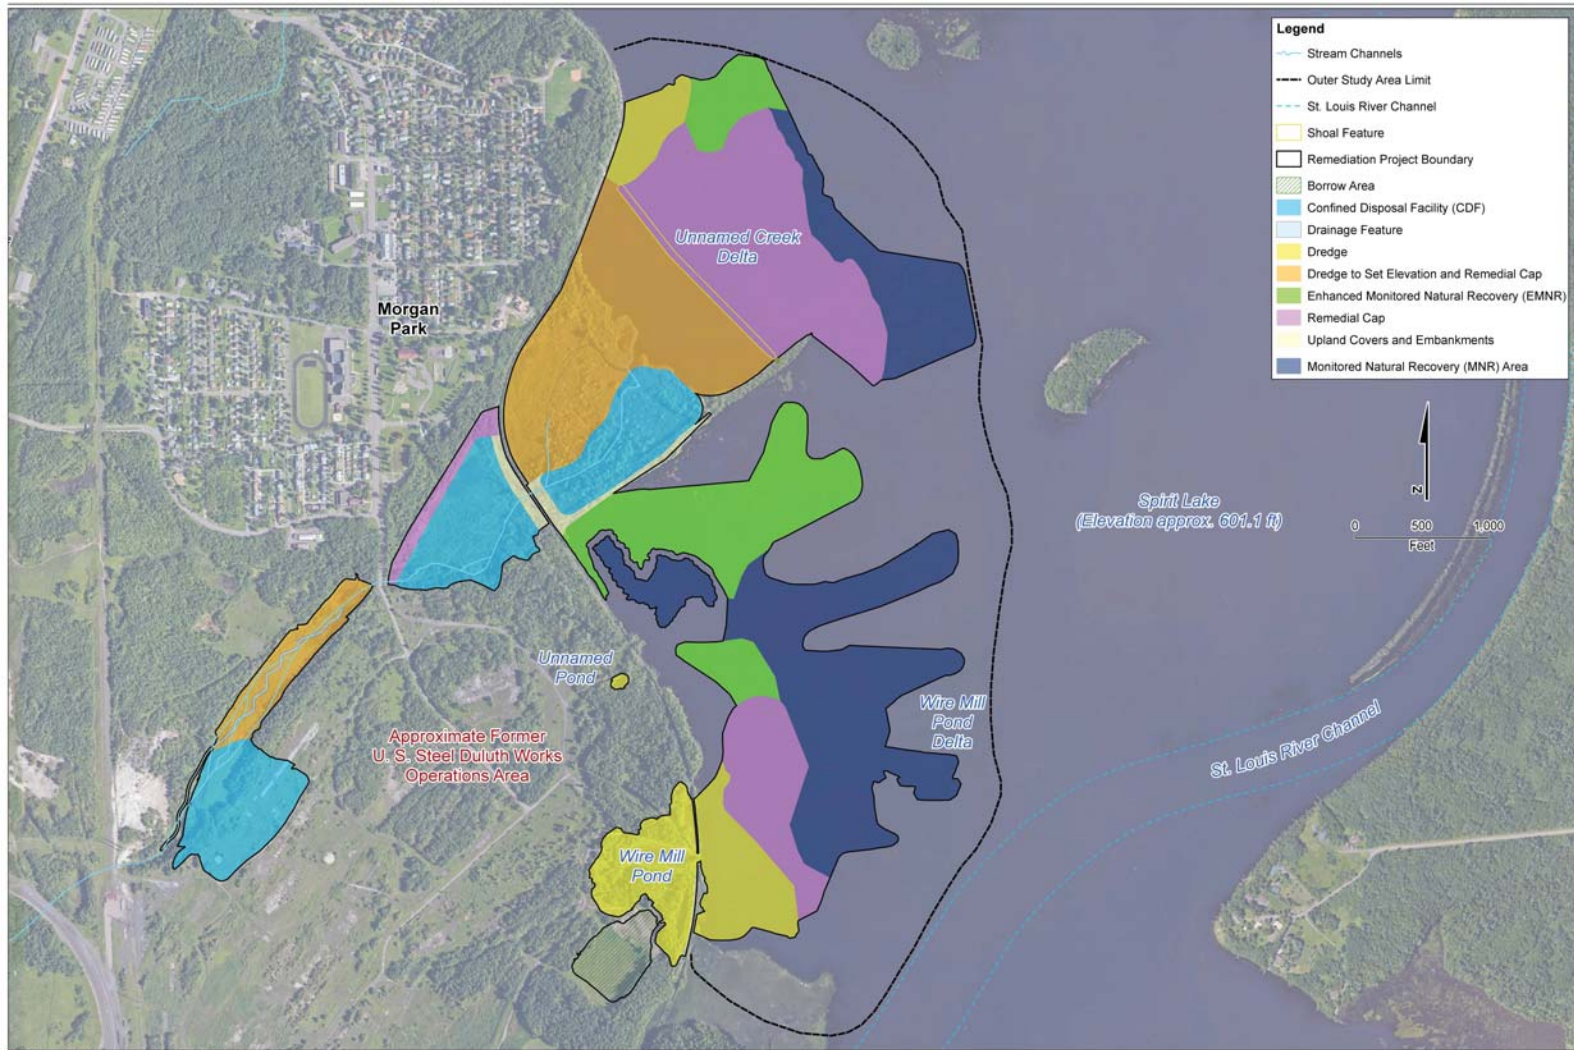 Legend
Stream Channels
Outer Study Area Limit
St. Louis River Channel
Shoal Feature
Remediation Project Boundary
Borrow Area
Confined Disposal Facility (CDF)
Drainage Feature
Dredge
Dredge to Set Elevation and Remedial Cap
Enhanced Monitored Natural Recovery (EMNR)
Remedial Cap
Upland Covers and Embankments
Monitored Natural Recovery (MNR) Area
Unnamed Creek
Delta
Morgan
Park
N
Spirit Lake
(Elevation approx. 601.1 ft)
0 500 1,000
Feet
Unnamed
Pond
Wire Mill
Pond
Delta
St. Louis River Channel
Approximate Former
U. S. Steel Duluth Works
Operations Area
Wire Mill
Pond